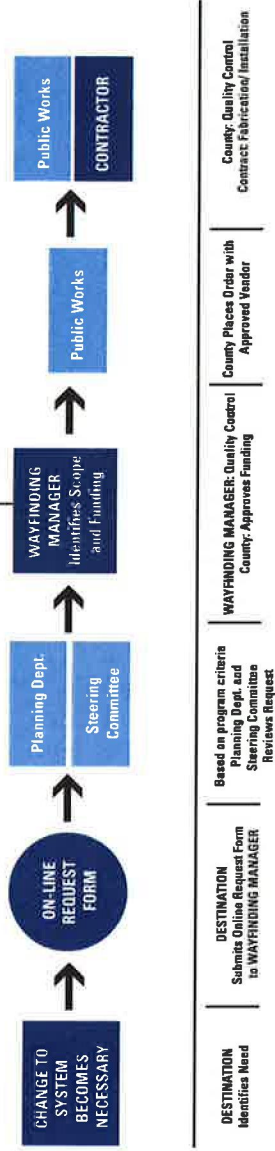 CHANGE TO
SYSTEM
BECOMES
NECESSARY
ON-LINE
REQUEST
FORM
Planning Dept.
Steering
Committee
WAYFINDING
MANAGER
Identifies Scope
and Funding
Public Works
Public Works
CONTRACTOR
DESTINATION
Identifies Need
DESTINATION
Submits Online Request Form
to WAYFINDING MANAGER
Based on program criteria
Planning Dept. and
Steering Committee
Reviews Request
WAYFINDING MANAGER: Quality Control
County: Approves Funding
County Places Order with
Approved Vendor
County: Quality Control
Contract: Fabrication/ Installation